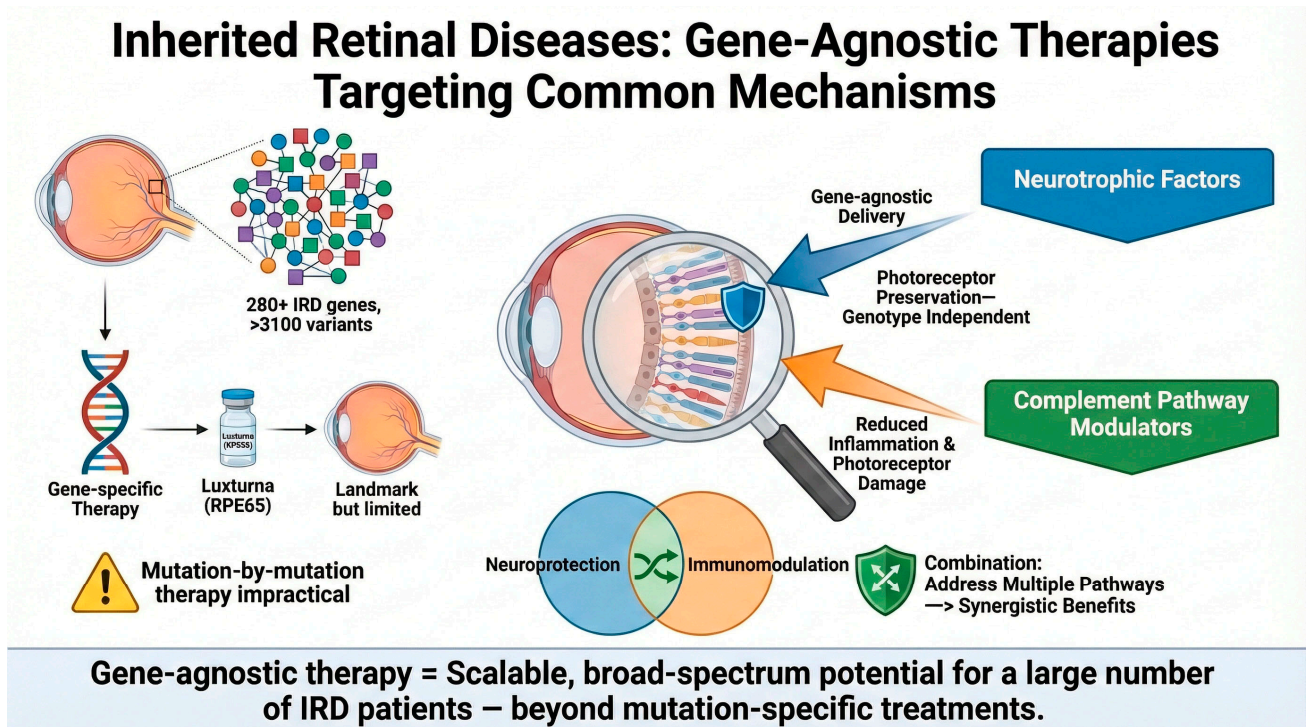 Inherited Retinal Diseases: Gene-Agnostic Therapies
Targeting Common Mechanisms
280+ IRD genes,
>3100 variants
Gene-specific
Therapy
Luxturna
(KPSSS)
Luxturna
(RPE65)
Landmark
but limited
Mutation-by-mutation
therapy impractical
Neurotrophic Factors
Gene-agnostic
Delivery
Photoreceptor
Preservation—
Genotype Independent
Complement Pathway
Modulators
Reduced
Inflammation &
Photoreceptor
Damage
Neuroprotection
Immunomodulation
Combination:
Address Multiple Pathways
—> Synergistic Benefits
Gene-agnostic therapy = Scalable, broad-spectrum potential for a large number
of IRD patients — beyond mutation-specific treatments.